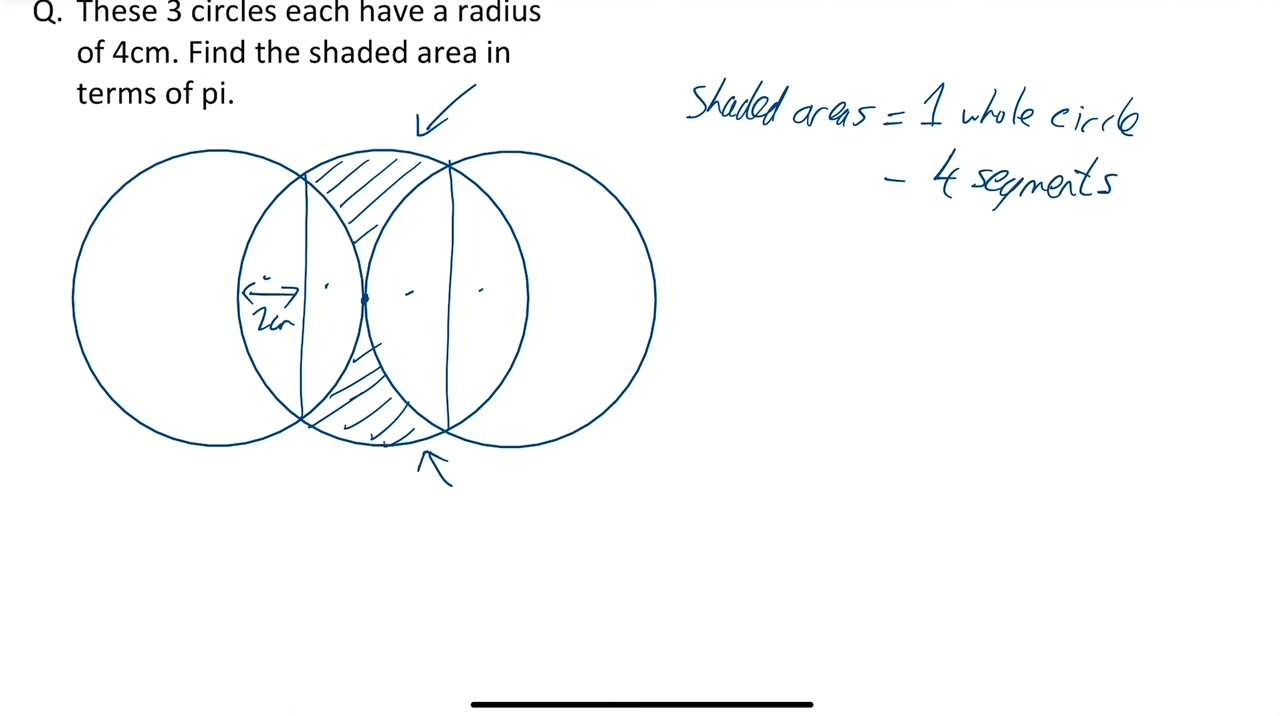 Q. These 3 circles each have a radius
of 4cm. Find the shaded area in
terms of pi.
Shaded areas = 1 whole circle
- 4 segments
2cm